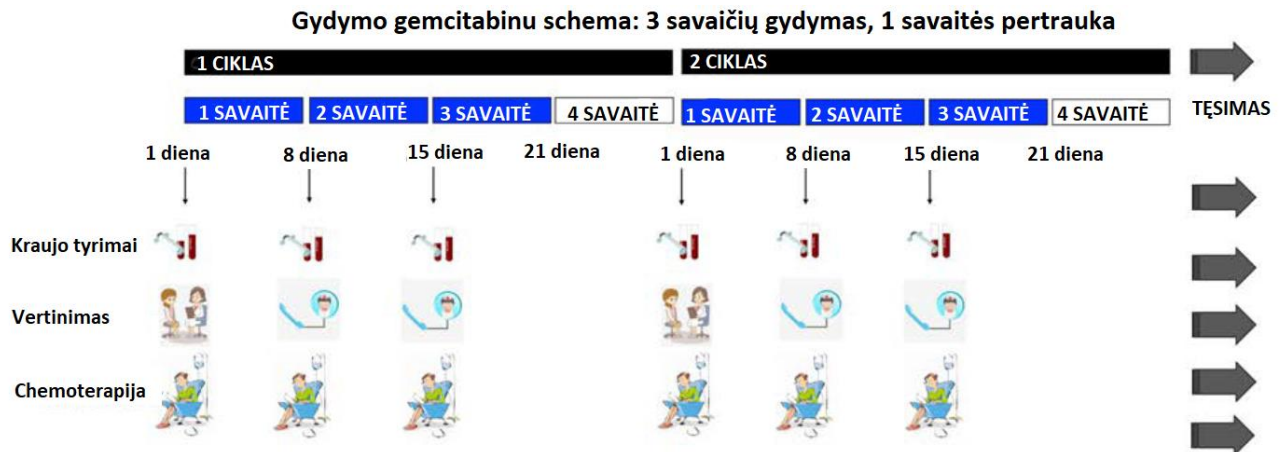 Gydymo gemcitabinu schema: 3 savaičių gydymas, 1 savaitės pertrauka
1 CIKLAS 2 CIKLAS
1 SAVAITĖ 2 SAVAITĖ 3 SAVAITĖ 4 SAVAITĖ 1 SAVAITĖ 2 SAVAITĖ 3 SAVAITĖ 4 SAVAITĖ TĘSIMAS
1 diena 8 diena 15 diena 21 diena 1 diena 8 diena 15 diena 21 diena
Kraujo tyrimai
Vertinimas
Chemoterapija